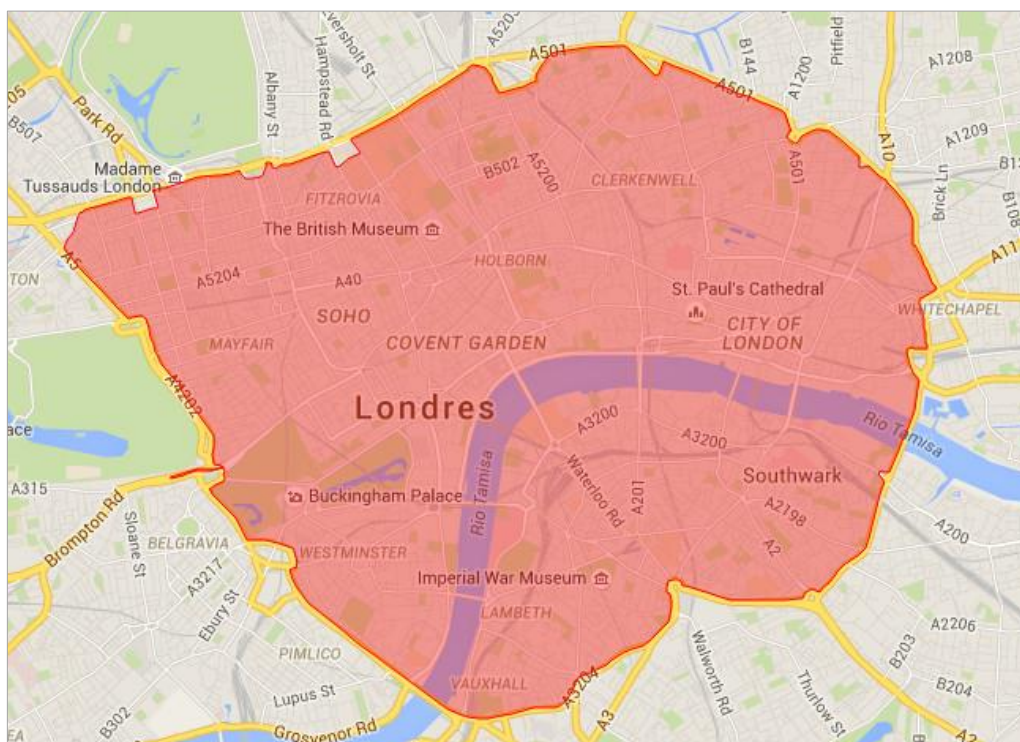 A5203
Eversholt St
A501
B144
Pitfield
A1200
A1208
Albany St
Hampstead Rd
B507
Park Rd
A501
A10
A1209
Madame
Tussauds London
B502
A5200
A501
CLERKENWELL
Brick Ln
B108
FITZROVIA
The British Museum
A5
A5204
A40
HOLBORN
A11
St. Paul's Cathedral
WHITECHAPEL
SOHO
MAYFAIR
COVENT GARDEN
CITY OF
LONDON
A4202
Londres
A3200
A3200
Rio Tamisa
Rio Tamisa
A315
Brompton Rd
Buckingham Palace
Waterloo Rd
A201
Southwark
A2198
A2
A200
Sloane St
BELGRAVIA
WESTMINSTER
A3217
Ebury St
Imperial War Museum
LAMBETH
A2206
PIMLICO
Walworth Rd
B203
Lupus St
VAUXHALL
A3204
A3
Thurlow St
B204
B302
Grosvenor Rd
A2